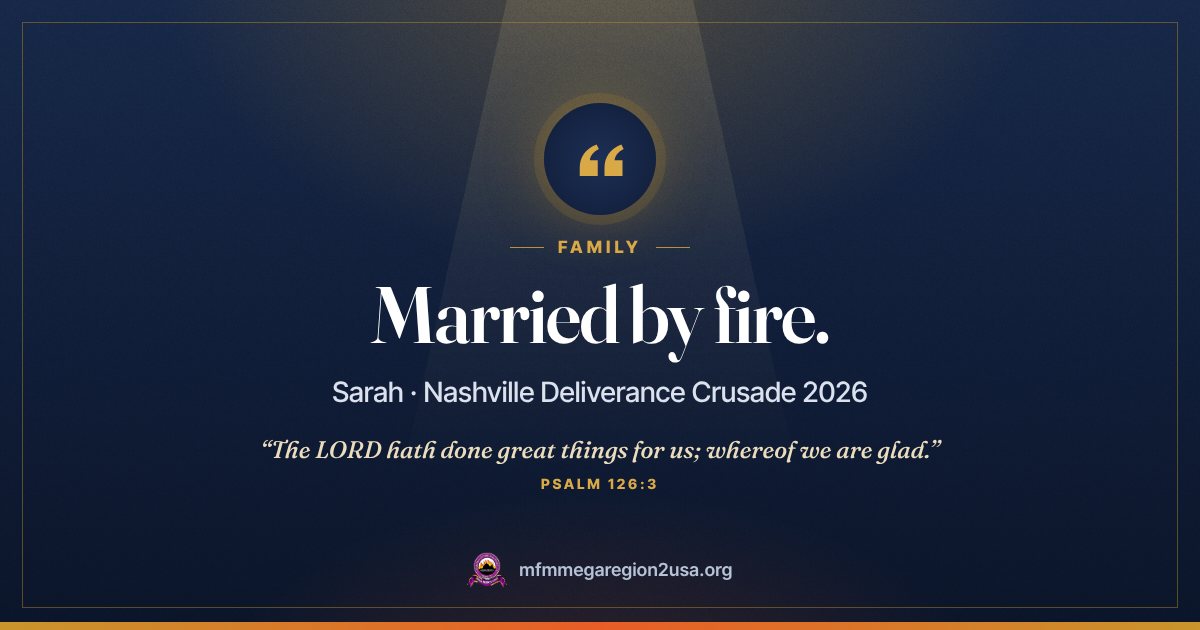 FAMILY
Married by fire.
Sarah · Nashville Deliverance Crusade 2026
“The LORD hath done great things for us; whereof we are glad.”
PSALM 126:3
mfmmegaregion2usa.org